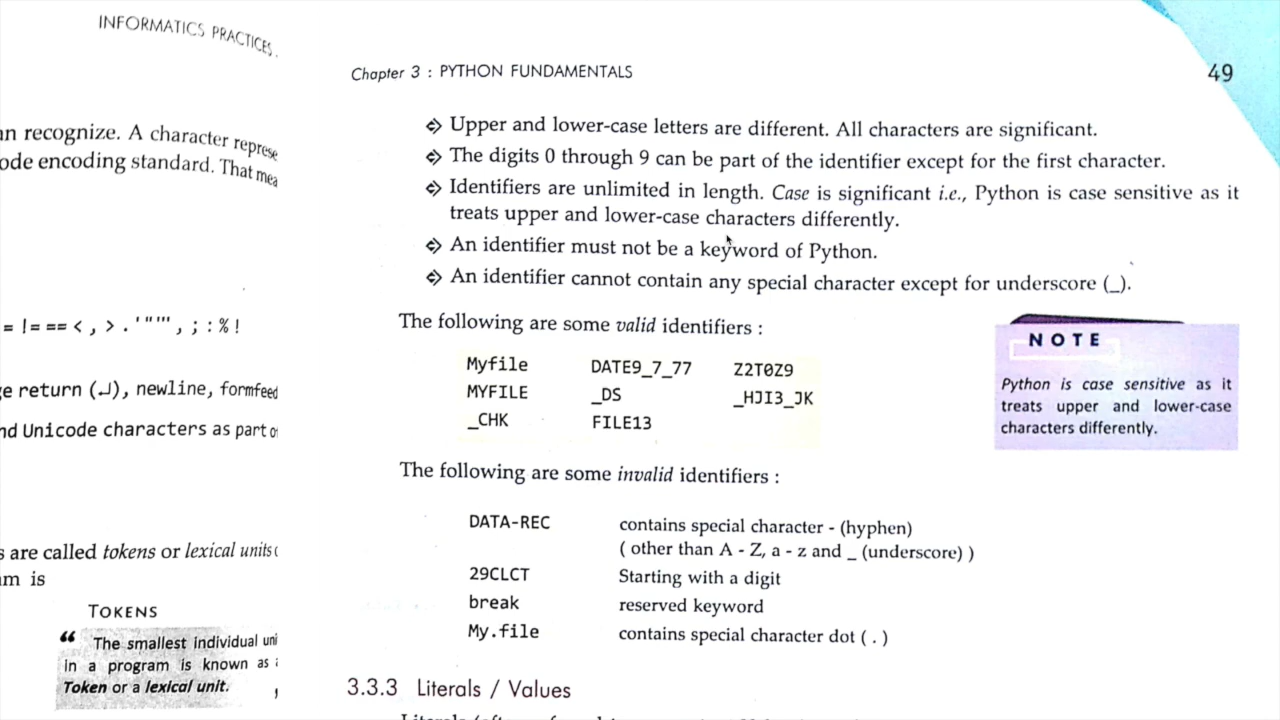 INFORMATICS PRACTICES
an recognize. A character represe
ode encoding standard. That mea
= != == < , > . ' " ''' , ; : % !
ge return (↵), newline, formfeed
nd Unicode characters as part o
s are called tokens or lexical units
am is
TOKENS
“ The smallest individual uni
in a program is known as a
Token or a lexical unit.
Chapter 3 : PYTHON FUNDAMENTALS
49
Upper and lower-case letters are different. All characters are significant.
The digits 0 through 9 can be part of the identifier except for the first character.
Identifiers are unlimited in length. Case is significant i.e., Python is case sensitive as it
treats upper and lower-case characters differently.
An identifier must not be a keyword of Python.
An identifier cannot contain any special character except for underscore (_).
The following are some valid identifiers :
Myfile DATE9_7_77 Z2T0Z9
MYFILE _DS _HJI3_JK
_CHK FILE13
NOTE
Python is case sensitive as it
treats upper and lower-case
characters differently.
The following are some invalid identifiers :
DATA-REC contains special character - (hyphen)
( other than A - Z, a - z and _ (underscore) )
29CLCT Starting with a digit
break reserved keyword
My.file contains special character dot ( . )
3.3.3 Literals / Values